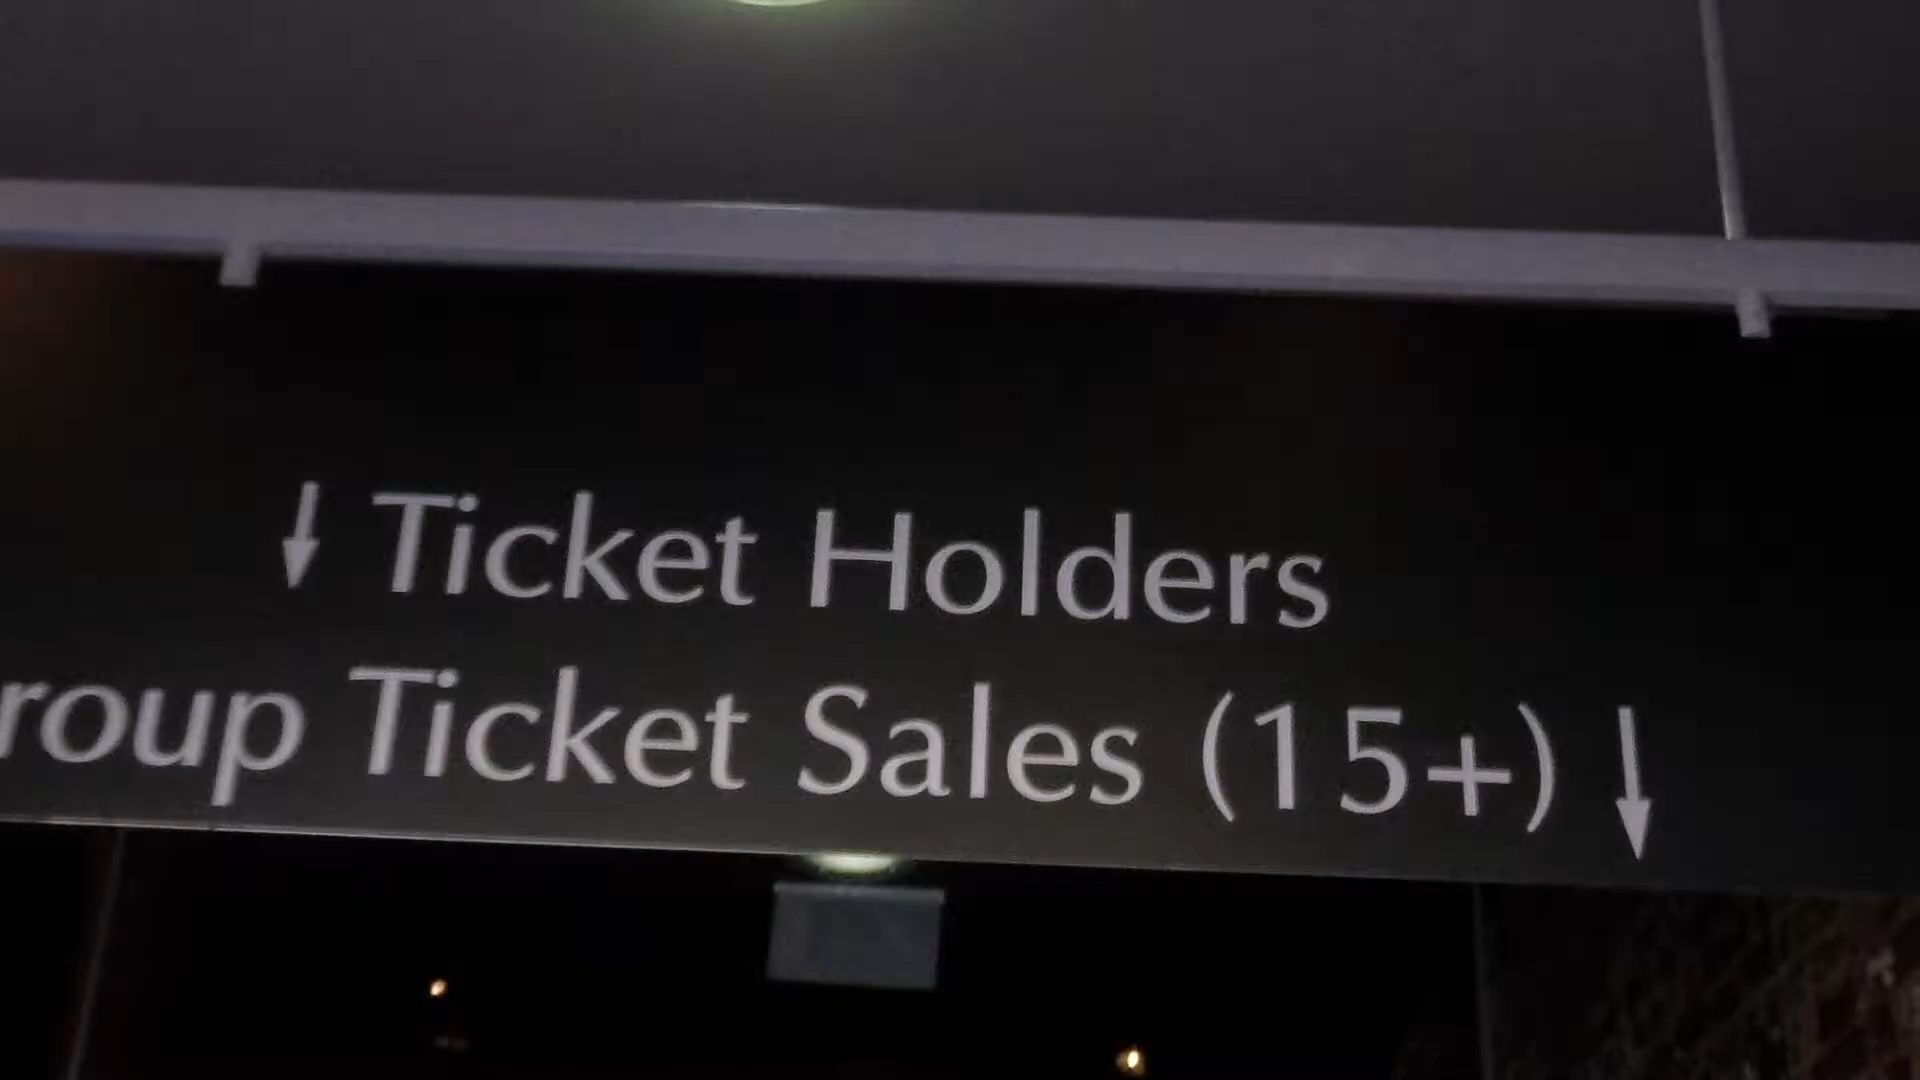 ↓ Ticket Holders
roup Ticket Sales (15+) ↓